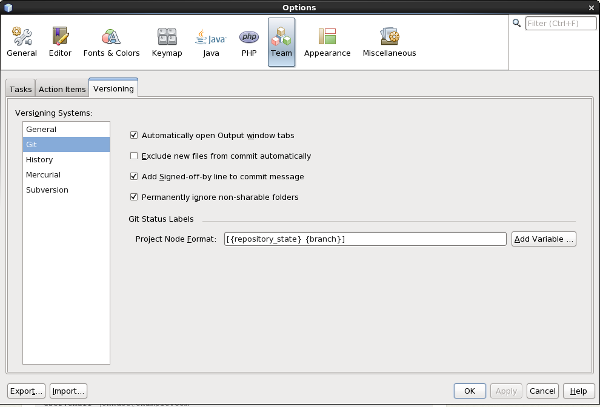 Options
General
Editor
Fonts & Colors
Keymap
Java
Java
php
PHP
Team
Appearance
Miscellaneous
Filter (Ctrl+F)
Tasks
Action Items
Versioning
Versioning Systems:
General
Git
History
Mercurial
Subversion
Automatically open Output window tabs
Exclude new files from commit automatically
Add Signed-off-by line to commit message
Permanently ignore non-sharable folders
Git Status Labels
Project Node Format:
[{repository_state} {branch}]
Add Variable ...
Export...
Import...
OK
Apply
Cancel
Help